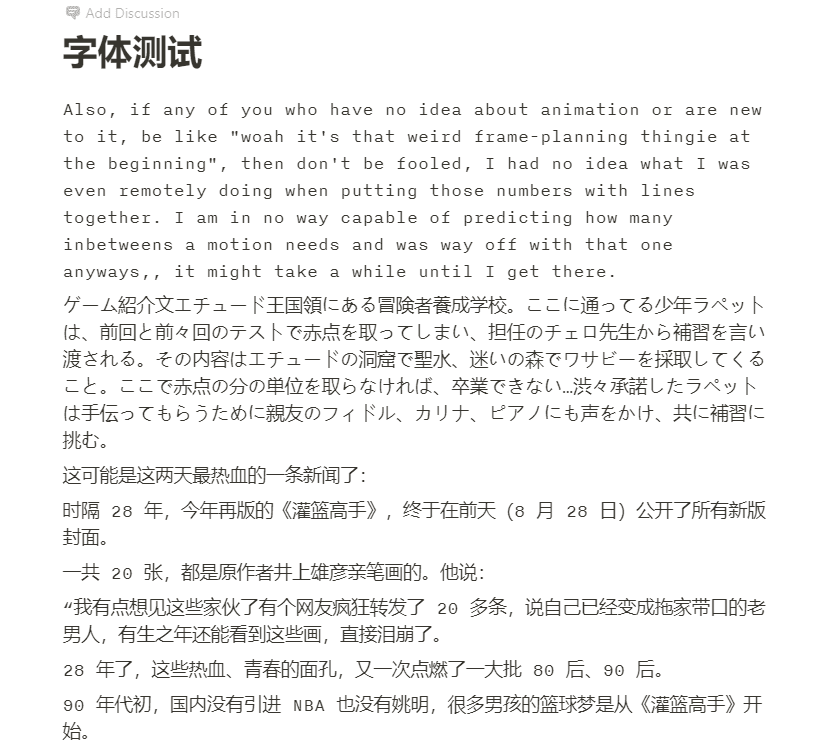 Add Discussion
字体测试
Also, if any of you who have no idea about animation or are new
to it, be like "woah it's that weird frame-planning thingie at
the beginning", then don't be fooled, I had no idea what I was
even remotely doing when putting those numbers with lines
together. I am in no way capable of predicting how many
inbetweens a motion needs and was way off with that one
anyways,, it might take a while until I get there.
ゲーム紹介文エチュード王国領にある冒険者養成学校。ここに通ってる少年ラペット
は、前回と前々回のテストで赤点を取ってしまい、担任のチェロ先生から補習を言い
渡される。その内容はエチュードの洞窟で聖水、迷いの森でワサビーを採取してくる
こと。ここで赤点の分の単位を取らなければ、卒業できない…渋々承諾したラペット
は手伝ってもらうために親友のフィドル、カリナ、ピアノにも声をかけ、共に補習に
挑む。
这可能是这两天最热血的一条新闻了：
时隔 28 年，今年再版的《灌篮高手》，终于在前天（8 月 28 日）公开了所有新版
封面。
一共 20 张，都是原作者井上雄彦亲笔画的。他说：
“我有点想见这些家伙了有个网友疯狂转发了 20 多条，说自己已经变成拖家带口的老
男人，有生之年还能看到这些画，直接泪崩了。
28 年了，这些热血、青春的面孔，又一次点燃了一大批 80 后、90 后。
90 年代初，国内没有引进 NBA 也没有姚明，很多男孩的篮球梦是从《灌篮高手》开
始。